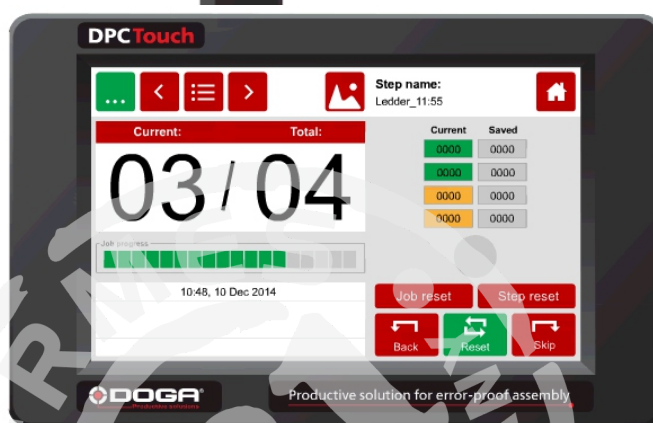 DPCTouch
...
Step name:
Ledder_11:55
Current: Total:
03/04
Current Saved
0000 0000
0000 0000
0000 0000
0000 0000
Job progress
10:48, 10 Dec 2014
Job reset Step reset
Back Reset Skip
DOGA®
Productive solutions
Productive solution for error-proof assembly